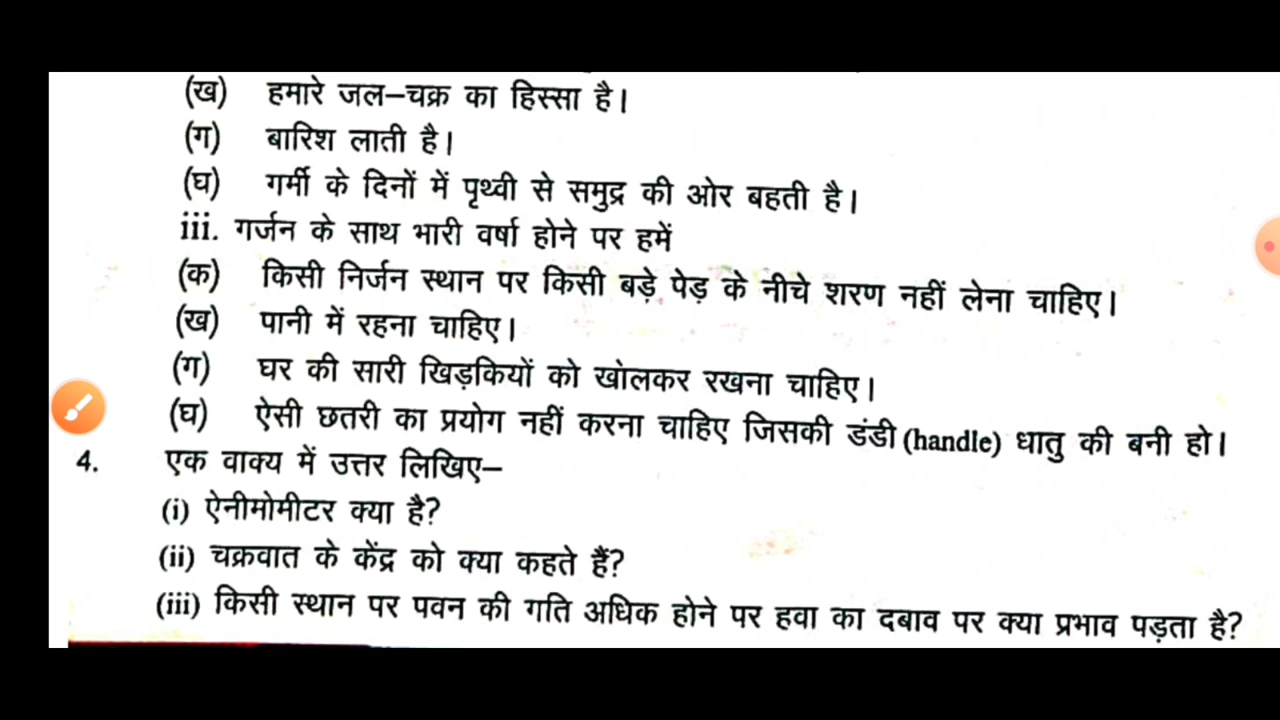 (ख) हमारे जल–चक्र का हिस्सा है।
(ग) बारिश लाती है।
(घ) गर्मी के दिनों में पृथ्वी से समुद्र की ओर बहती है।
iii. गर्जन के साथ भारी वर्षा होने पर हमें
(क) किसी निर्जन स्थान पर किसी बड़े पेड़ के नीचे शरण नहीं लेना चाहिए।
(ख) पानी में रहना चाहिए।
(ग) घर की सारी खिड़कियों को खोलकर रखना चाहिए।
(घ) ऐसी छतरी का प्रयोग नहीं करना चाहिए जिसकी डंडी (handle) धातु की बनी हो।
4. एक वाक्य में उत्तर लिखिए–
(i) ऐनीमोमीटर क्या है?
(ii) चक्रवात के केंद्र को क्या कहते हैं?
(iii) किसी स्थान पर पवन की गति अधिक होने पर हवा का दबाव पर क्या प्रभाव पड़ता है?